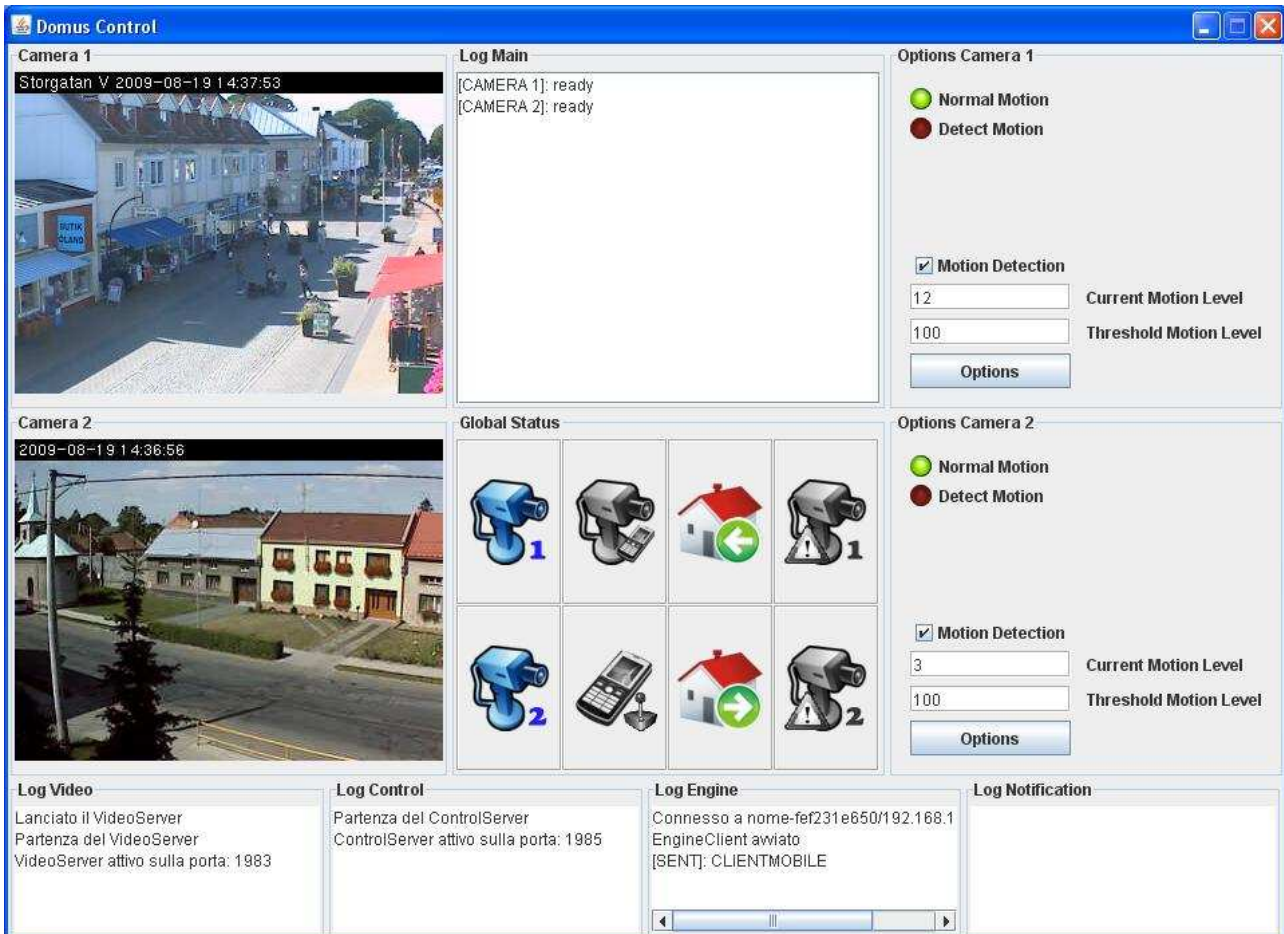 Domus Control
Camera 1
Storgatan V 2009-08-19 14:37:53
BUTIK
ÖLAND
Log Main
[CAMERA 1]: ready
[CAMERA 2]: ready
Options Camera 1
Normal Motion
Detect Motion
Motion Detection
12 Current Motion Level
100 Threshold Motion Level
Options
Camera 2
2009-08-19 14:36:56
Global Status
1
1
2
2
Options Camera 2
Normal Motion
Detect Motion
Motion Detection
3 Current Motion Level
100 Threshold Motion Level
Options
Log Video
Lanciato il VideoServer
Partenza del VideoServer
VideoServer attivo sulla porta: 1983
Log Control
Partenza del ControlServer
ControlServer attivo sulla porta: 1985
Log Engine
Connesso a nome-fef231e650/192.168.1
EngineClient avviato
[SENT]: CLIENTMOBILE
Log Notification